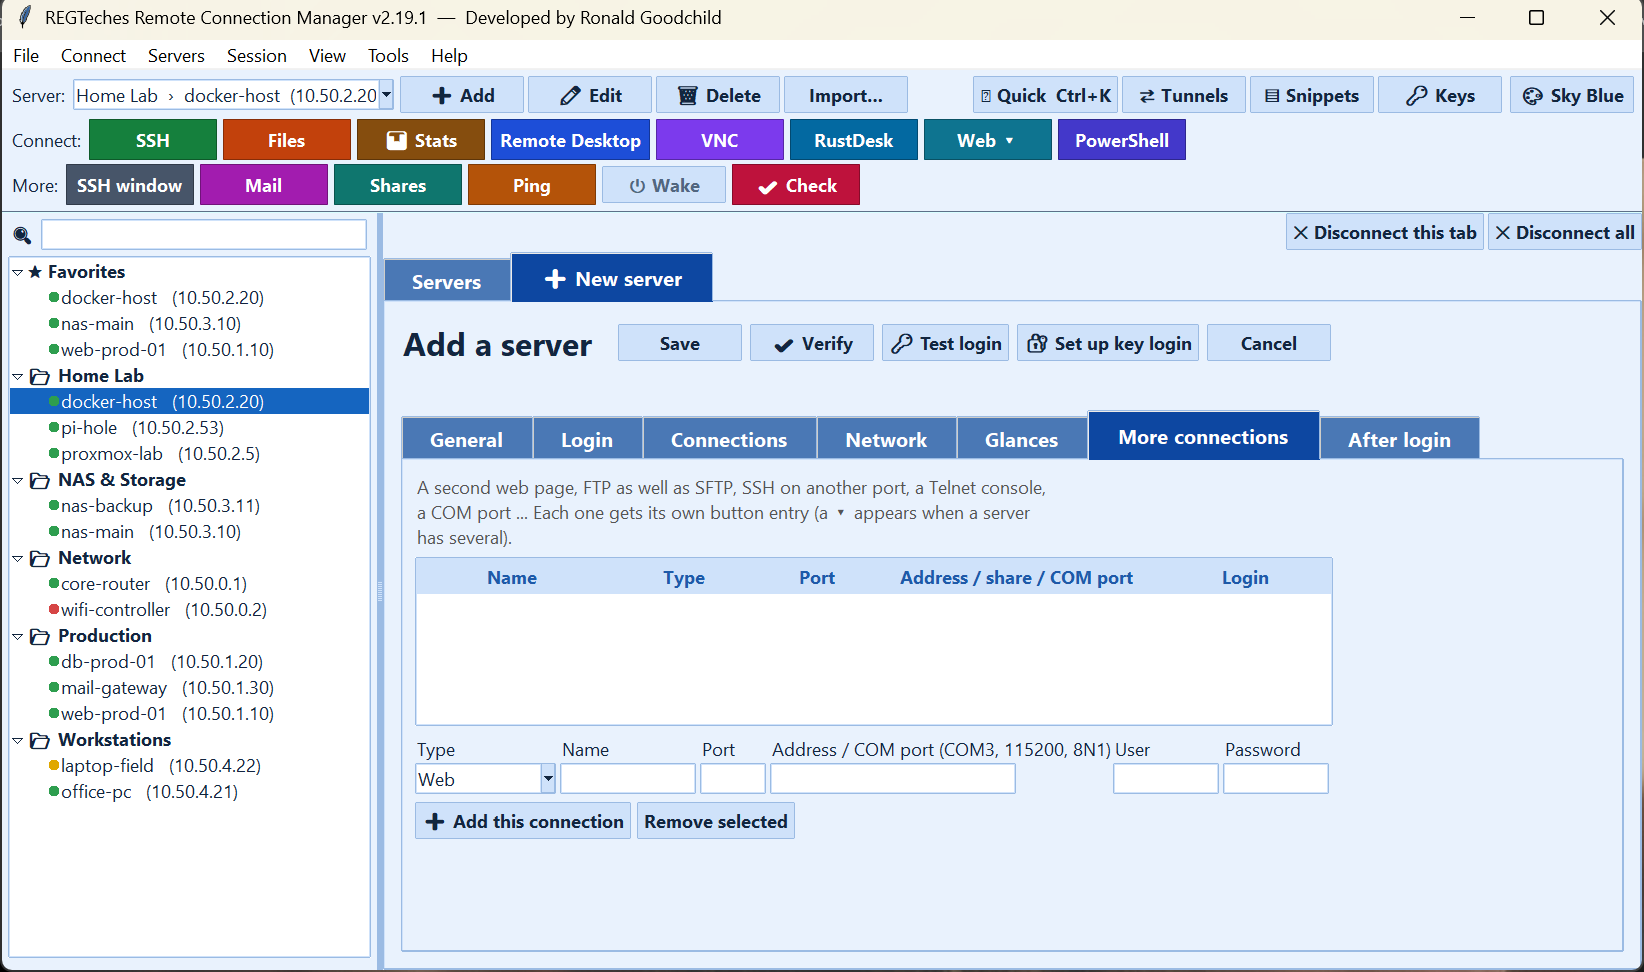 REGTeches Remote Connection Manager v2.19.1 — Developed by Ronald Goodchild
File Connect Servers Session View Tools Help
Server: Home Lab › docker-host (10.50.2.20 Add Edit Delete Import... Quick Ctrl+K Tunnels Snippets Keys Sky Blue
Connect: SSH Files Stats Remote Desktop VNC RustDesk Web ▾ PowerShell
More: SSH window Mail Shares Ping Wake Check
Disconnect this tab Disconnect all
★ Favorites
docker-host (10.50.2.20)
nas-main (10.50.3.10)
web-prod-01 (10.50.1.10)
Home Lab
docker-host (10.50.2.20)
pi-hole (10.50.2.53)
proxmox-lab (10.50.2.5)
NAS & Storage
nas-backup (10.50.3.11)
nas-main (10.50.3.10)
Network
core-router (10.50.0.1)
wifi-controller (10.50.0.2)
Production
db-prod-01 (10.50.1.20)
mail-gateway (10.50.1.30)
web-prod-01 (10.50.1.10)
Workstations
laptop-field (10.50.4.22)
office-pc (10.50.4.21)
Servers New server
Add a server Save Verify Test login Set up key login Cancel
General Login Connections Network Glances More connections After login
A second web page, FTP as well as SFTP, SSH on another port, a Telnet console,
a COM port ... Each one gets its own button entry (a ▾ appears when a server
has several).
Name Type Port Address / share / COM port Login
Type Name Port Address / COM port (COM3, 115200, 8N1) User Password
Web
Add this connection Remove selected